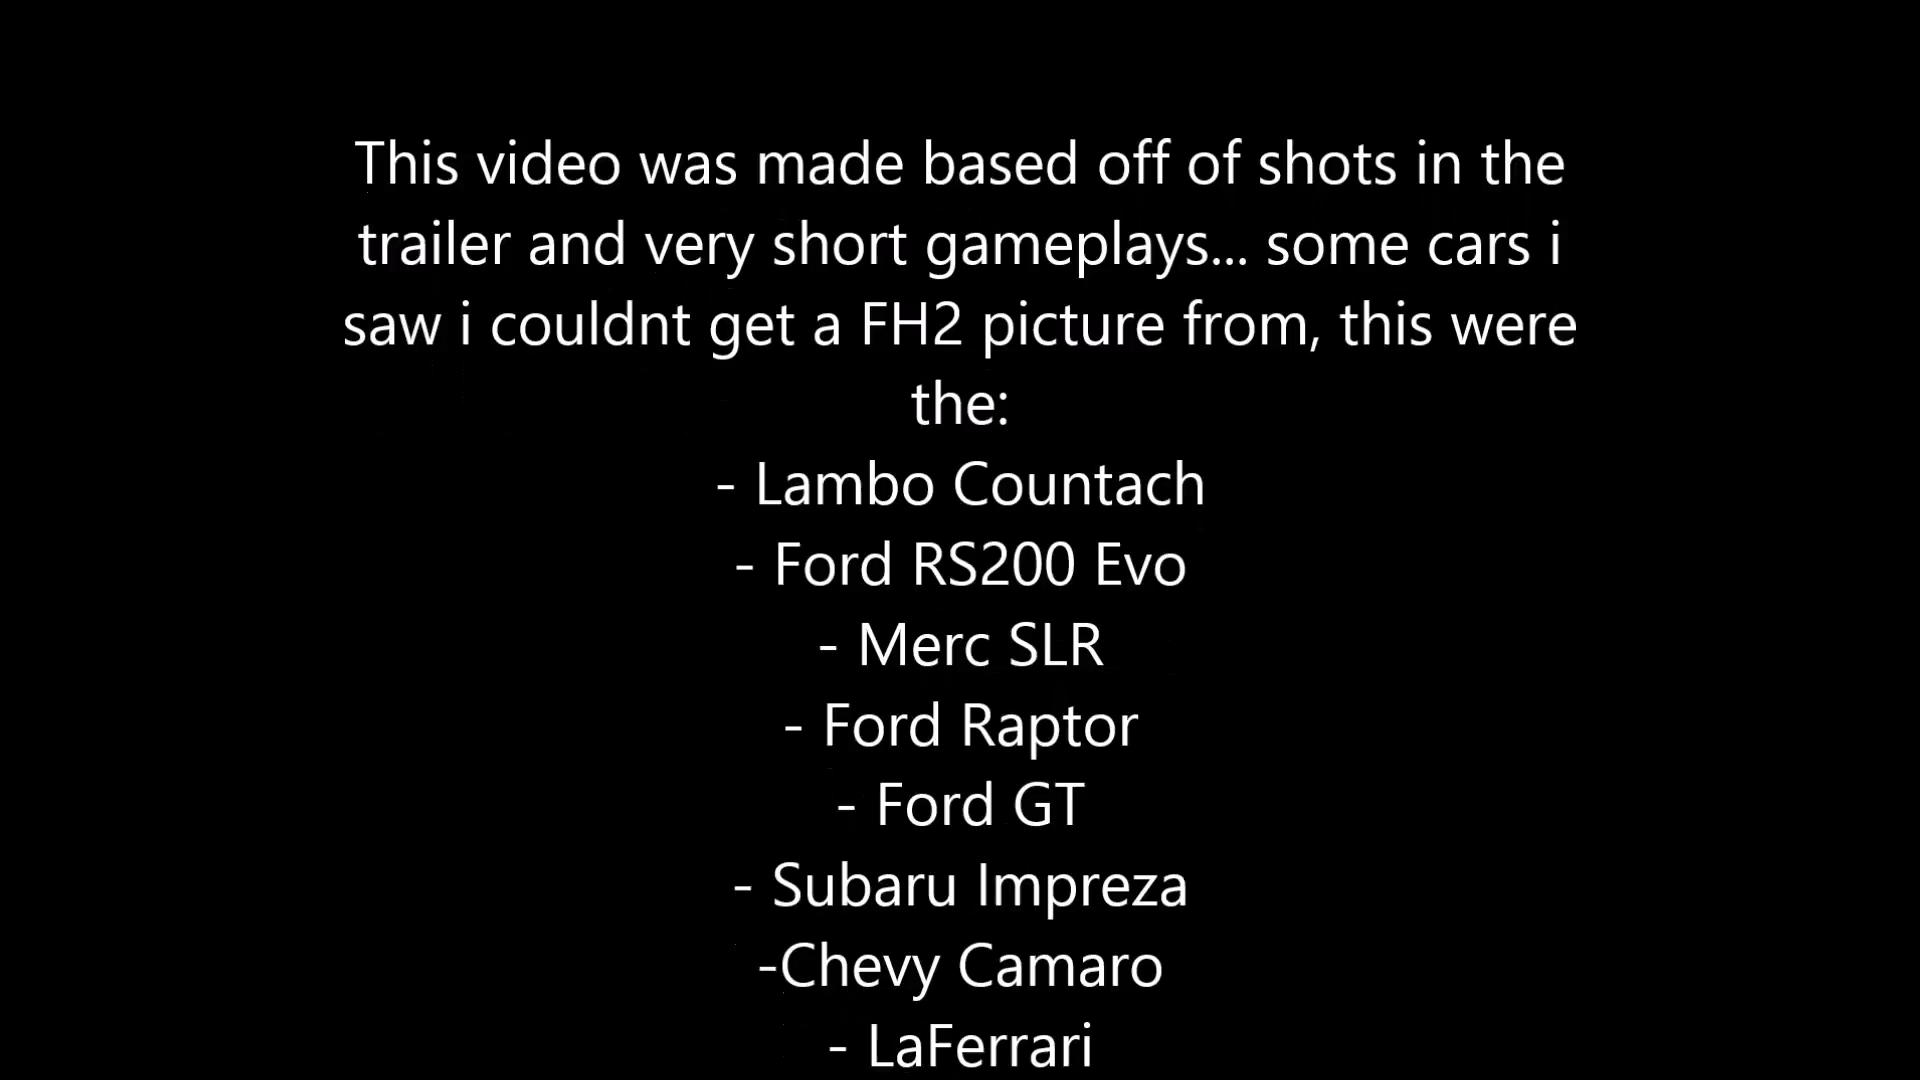 This video was made based off of shots in the
trailer and very short gameplays... some cars i
saw i couldnt get a FH2 picture from, this were
the:
- Lambo Countach
- Ford RS200 Evo
- Merc SLR
- Ford Raptor
- Ford GT
- Subaru Impreza
-Chevy Camaro
- LaFerrari